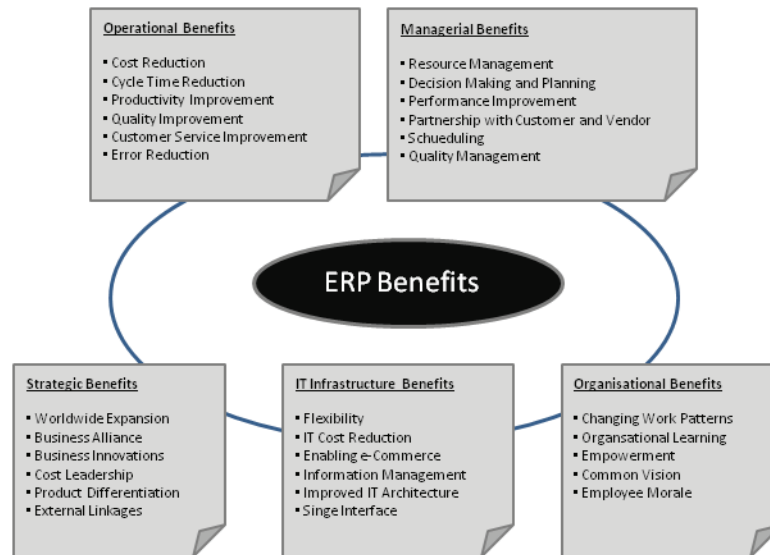 Operational Benefits
▪ Cost Reduction
▪ Cycle Time Reduction
▪ Productivity Improvement
▪ Quality Improvement
▪ Customer Service Improvement
▪ Error Reduction
Managerial Benefits
▪ Resource Management
▪ Decision Making and Planning
▪ Performance Improvement
▪ Partnership with Customer and Vendor
▪ Schueduling
▪ Quality Management
ERP Benefits
Strategic Benefits
▪ Worldwide Expansion
▪ Business Alliance
▪ Business Innovations
▪ Cost Leadership
▪ Product Differentiation
▪ External Linkages
IT Infrastructure Benefits
▪ Flexibility
▪ IT Cost Reduction
▪ Enabling e-Commerce
▪ Information Management
▪ Improved IT Architecture
▪ Singe Interface
Organisational Benefits
▪ Changing Work Patterns
▪ Organsational Learning
▪ Empowerment
▪ Common Vision
▪ Employee Morale